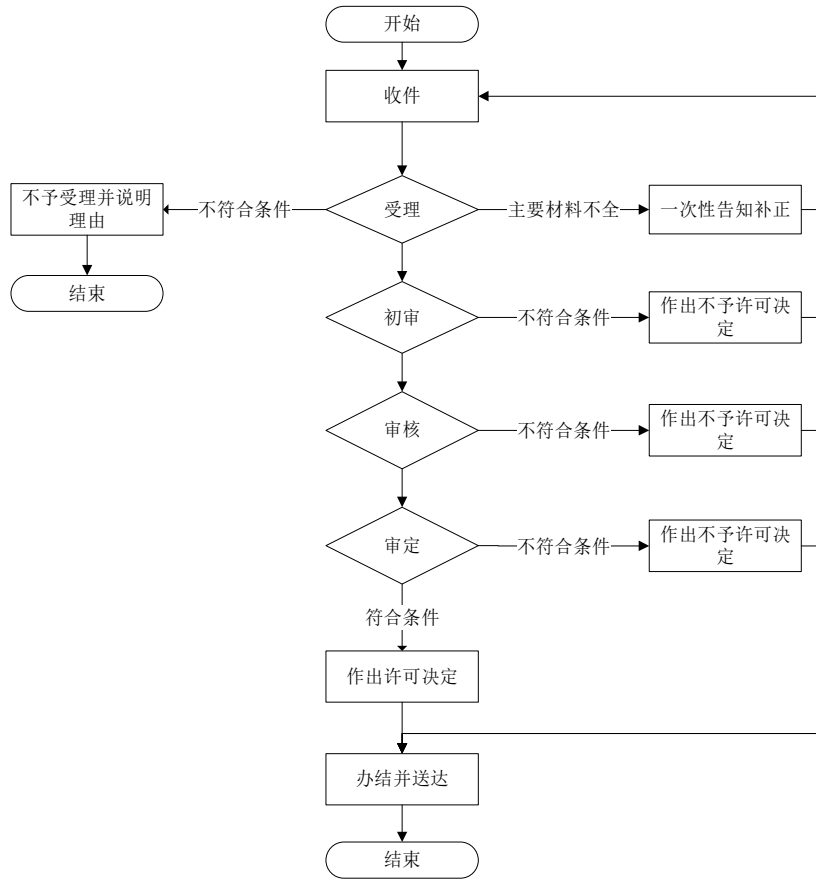 开始
收件
不予受理并说明
理由
不符合条件
受理
主要材料不全
一次性告知补正
结束
初审
不符合条件
作出不予许可决
定
审核
不符合条件
作出不予许可决
定
审定
不符合条件
作出不予许可决
定
符合条件
作出许可决定
办结并送达
结束